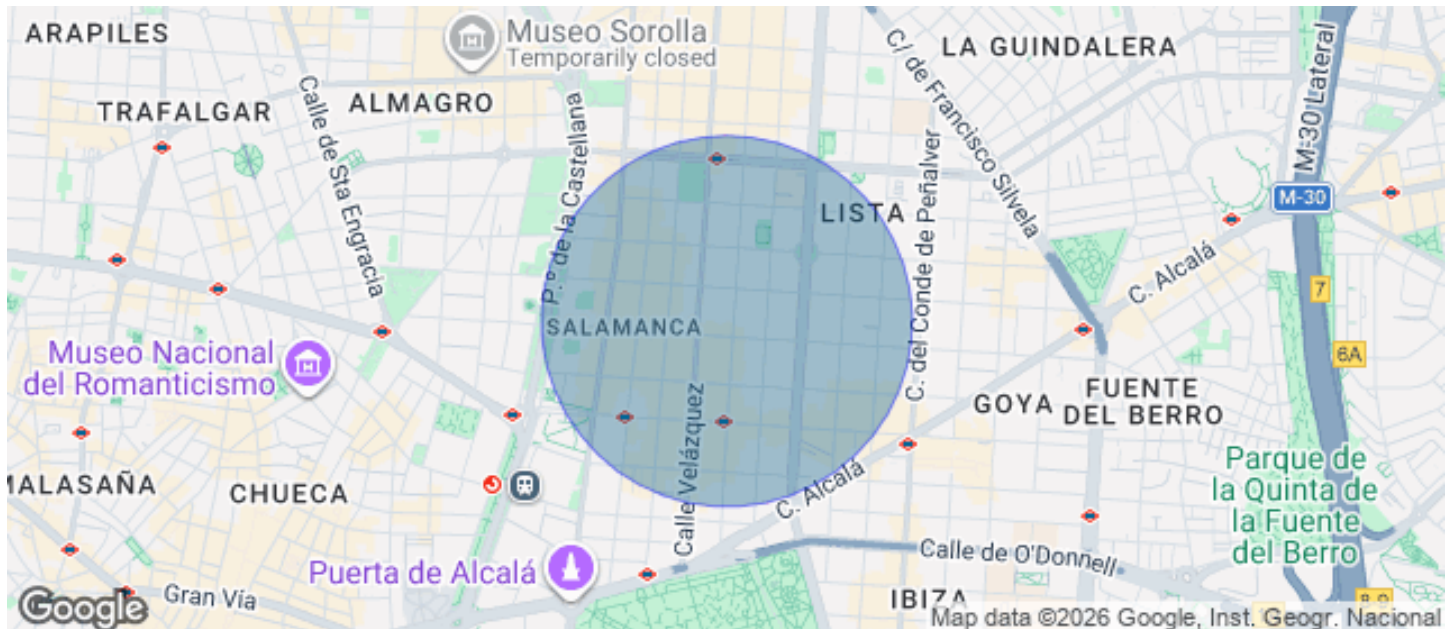 ARAPILES
Museo Sorolla
Temporarily closed
LA GUINDALERA
C/ de Francisco Silvela
M-30 Lateral
TRAFALGAR
Calle de Sta Engracia
ALMAGRO
P.º de la Castellana
C. del Conde de Peñalver
M-30
LISTA
C. Alcalá
7
SALAMANCA
6A
Museo Nacional
del Romanticismo
Calle Velázquez
GOYA
FUENTE
DEL BERRO
MALASAÑA
CHUECA
C. Alcalá
Parque de
la Quinta de
la Fuente
del Berro
Puerta de Alcalá
Calle de O'Donnell
Gran Vía
IBIZA
Google
Map data ©2026 Google, Inst. Geogr. Nacional